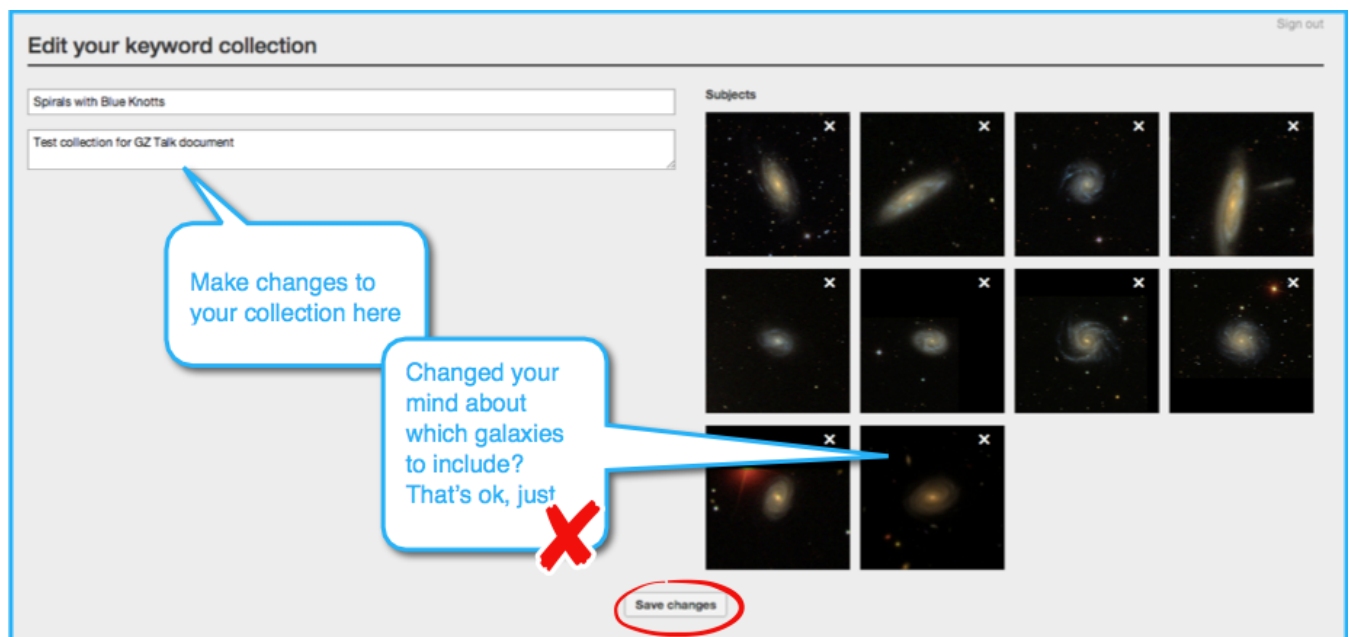 Sign out
Edit your keyword collection
Spirals with Blue Knotts
Test collection for GZ Talk document
Subjects
Make changes to
your collection here
Changed your
mind about
which galaxies
to include?
That's ok, just
Save changes